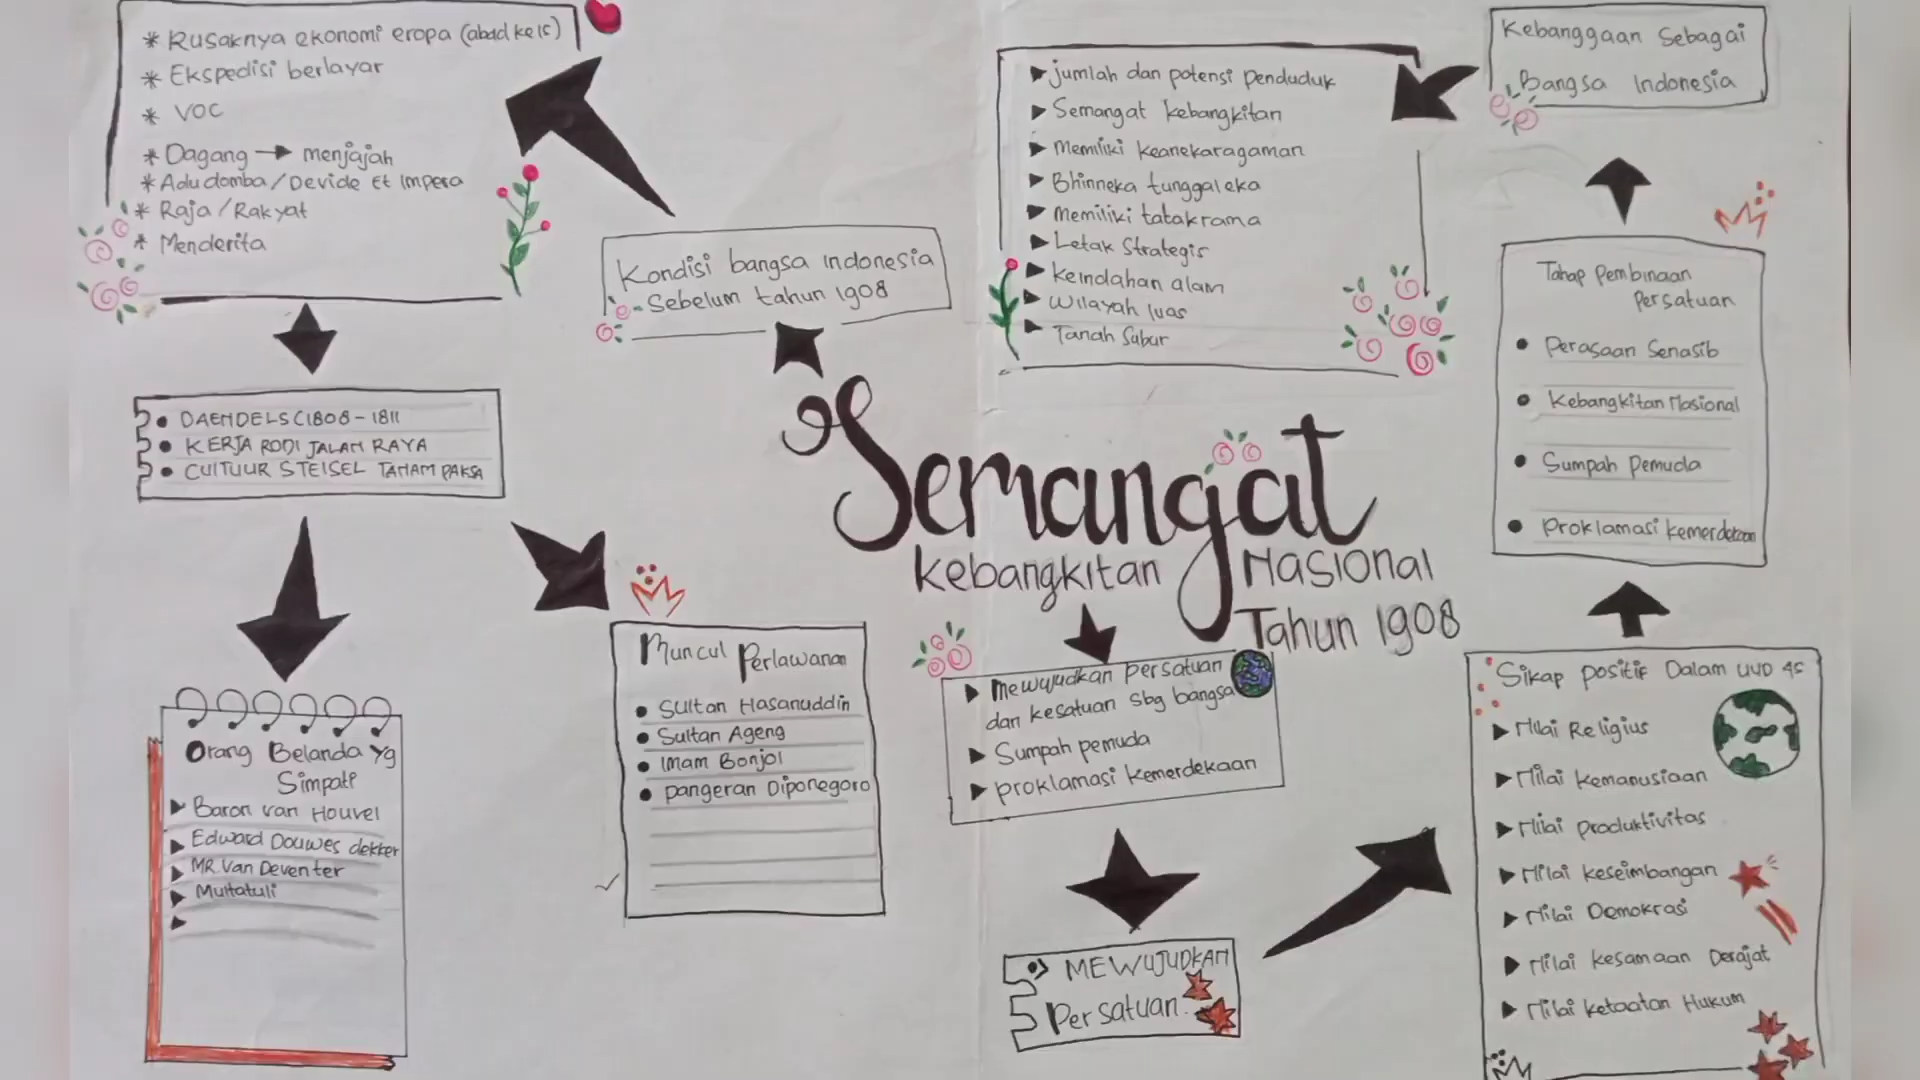 * Rusaknya ekonomi eropa (abad ke 15)
* Ekspedisi berlayar
* VOC
* Dagang → menjajah
* Adu domba / Devide Et Impera
* Raja / Rakyat
* Menderita
Kondisi bangsa Indonesia
Sebelum tahun 1908
• DAENDELS (1808 - 1811
• KERJA RODI JALAN RAYA
• CULTUUR STEISEL TANAM PAKSA
Orang Belanda Yg
Simpati
► Baron Van Houvel
► Edward Douwes dekker
► MR. Van Deventer
► Multatuli
►
Muncul Perlawanan
• Sultan Hasanuddin
• Sultan Ageng
• Imam Bonjol
• pangeran Diponegoro
Semangat
Kebangkitan Nasional
Tahun 1908
► Mewujudkan persatuan
dan kesatuan Sbg bangsa
► Sumpah pemuda
► proklamasi kemerdekaan
MEWUJUDKAN
Persatuan
Sikap positif Dalam UUD 45
► Nilai Religius
► Nilai kemanusiaan
► Nilai produktivitas
► Nilai keseimbangan
► Nilai Demokrasi
► Nilai kesamaan Derajat
► Nilai ketaatan Hukum
Tahap Pembinaan
Persatuan
• Perasaan Senasib
• Kebangkitan Nasional
• Sumpah Pemuda
• Proklamasi kemerdekaan
Kebanggaan Sebagai
Bangsa Indonesia
► jumlah dan potensi penduduk
► Semangat kebangkitan
► Memiliki keanekaragaman
► Bhinneka tunggal eka
► Memiliki tatakrama
► Letak Strategis
► keindahan alam
► Wilayah luas
► Tanah Subur